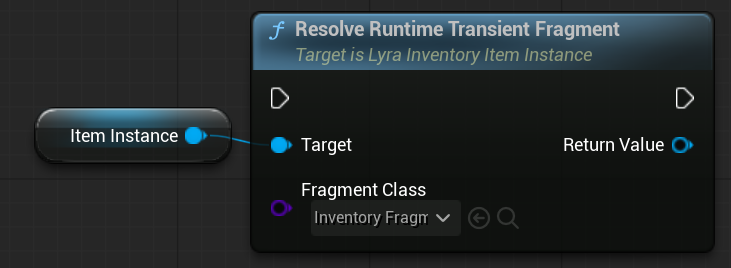 Resolve Runtime Transient Fragment
Target is Lyra Inventory Item Instance
Item Instance
Target
Return Value
Fragment Class
Inventory Fragm